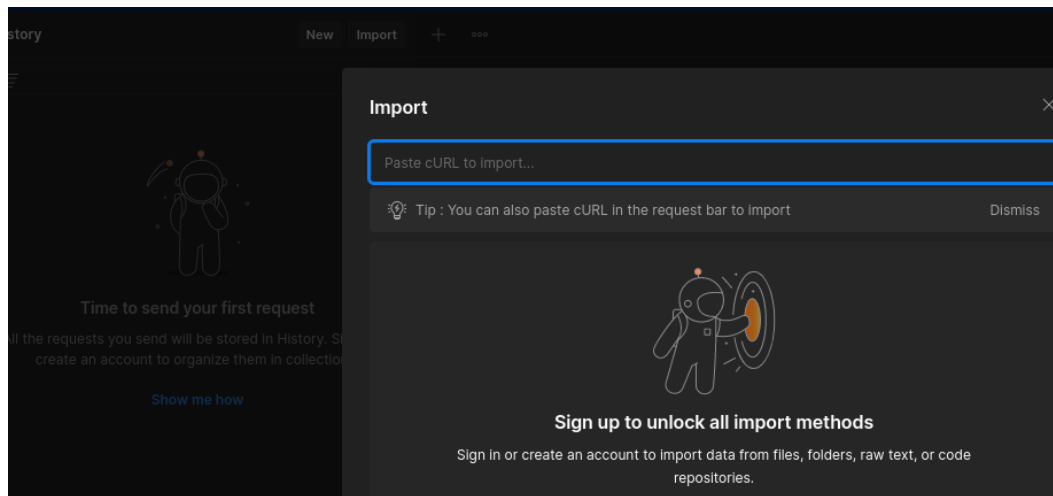 story
New Import
Import
Paste cURL to import...
Tip : You can also paste cURL in the request bar to import
Dismiss
Time to send your first request
the requests you send will be stored in History.
create an account to organize them in
Show me how
Sign up to unlock all import methods
Sign in or create an account to import data from files, folders, raw text, or code
repositories.